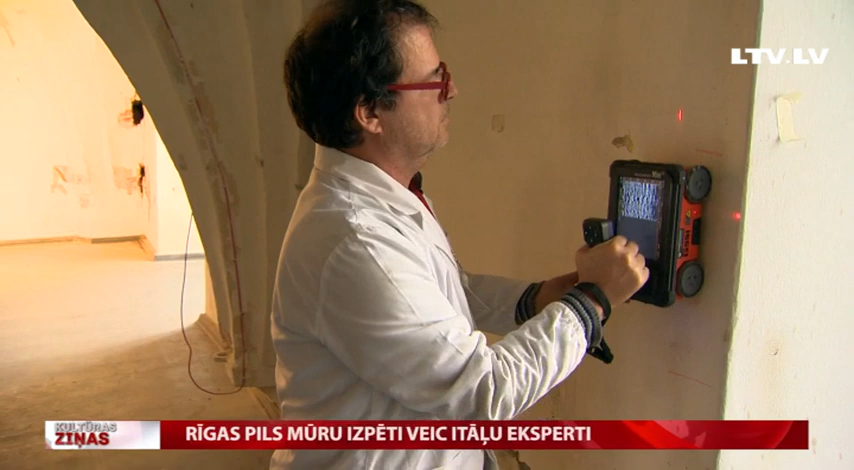 LTV.LV
KULTŪRAS
ZIŅAS
RĪGAS PILS MŪRU IZPĒTI VEIC ITĀĻU EKSPERTI